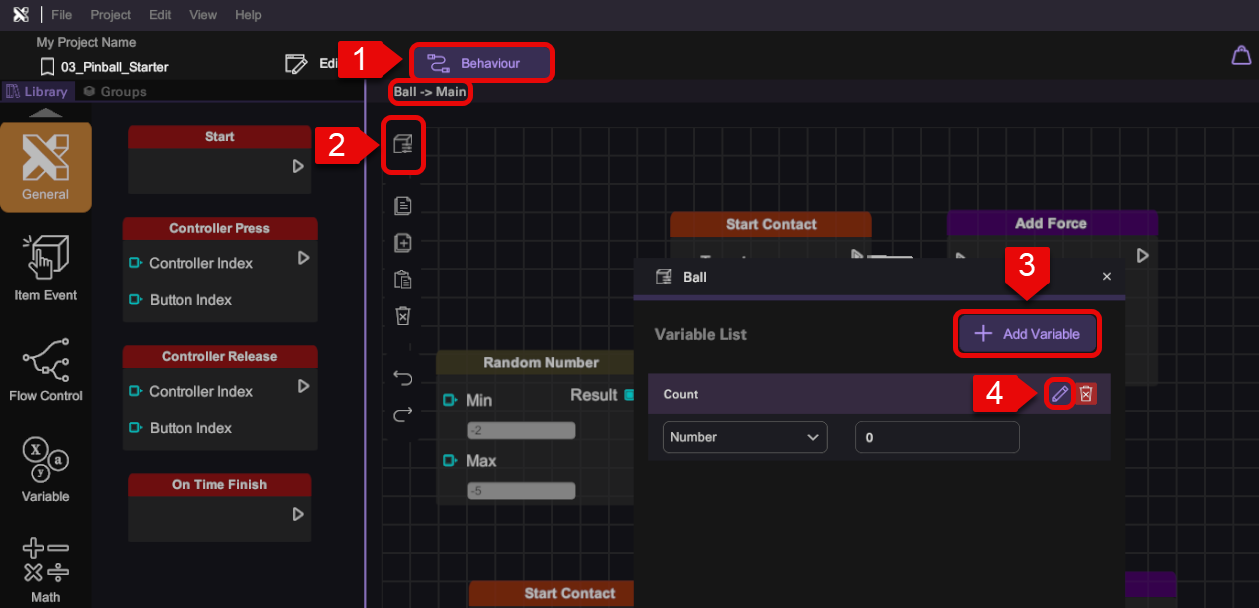 File Project Edit View Help
My Project Name
03_Pinball_Starter
1
Behaviour
Library Groups
Ball -> Main
General
Item Event
Flow Control
Variable
Math
Start
Controller Press
Controller Index
Button Index
Controller Release
Controller Index
Button Index
On Time Finish
2
Start Contact
Add Force
3
Random Number
Min
Result
-2
Max
-5
Start Contact
Ball
Variable List
Add Variable
Count
4
Number
0